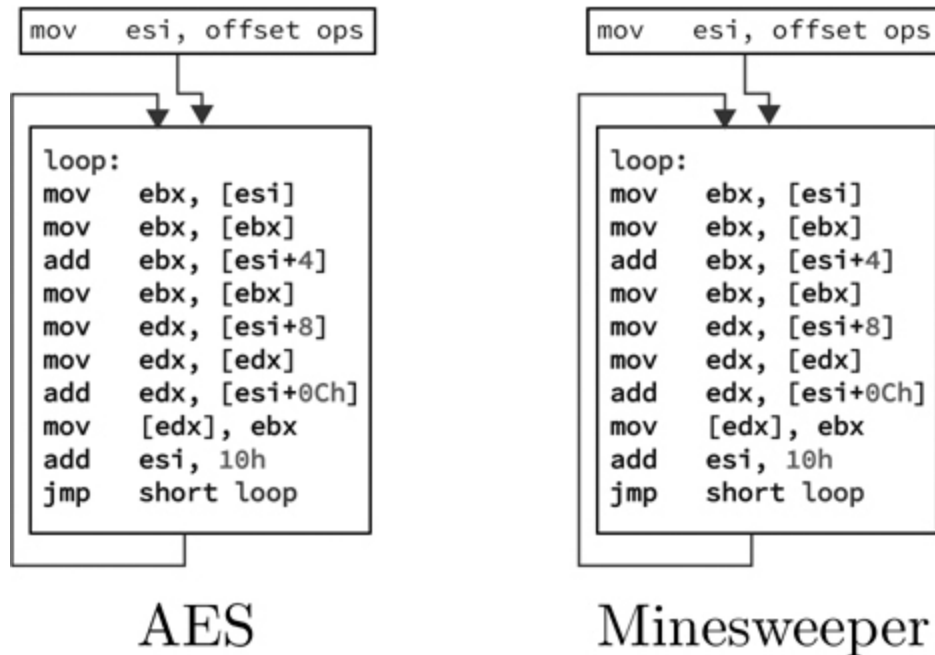 mov esi, offset ops
loop:
mov ebx, [esi]
mov ebx, [ebx]
add ebx, [esi+4]
mov ebx, [ebx]
mov edx, [esi+8]
mov edx, [edx]
add edx, [esi+0Ch]
mov [edx], ebx
add esi, 10h
jmp short loop
AES
mov esi, offset ops
loop:
mov ebx, [esi]
mov ebx, [ebx]
add ebx, [esi+4]
mov ebx, [ebx]
mov edx, [esi+8]
mov edx, [edx]
add edx, [esi+0Ch]
mov [edx], ebx
add esi, 10h
jmp short loop
Minesweeper